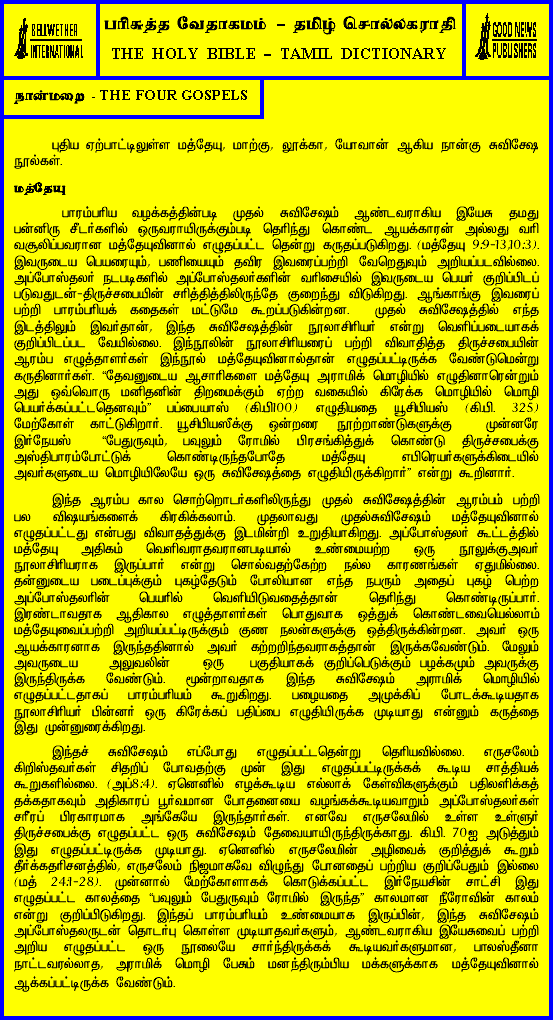 BELLWETHER
INTERNATIONAL
பரிசுத்த வேதாகமம் – தமிழ் சொல்லகராதி
THE HOLY BIBLE – TAMIL DICTIONARY
GOOD NEWS
PUBLISHERS
நான்மறை - THE FOUR GOSPELS
புதிய ஏற்பாட்டிலுள்ள மத்தேயு, மாற்கு, லூக்கா, யோவான் ஆகிய நான்கு சுவிசேஷ
நூல்கள்.
மத்தேயு
பாரம்பரிய வழக்கத்தின்படி முதல் சுவிசேஷம் ஆண்டவராகிய இயேசு தமது
பன்னிரு சீடர்களில் ஒருவராயிருக்கும்படி தெரிந்து கொண்ட ஆயக்காரன் அல்லது வரி
வசூலிப்பவரான மத்தேயுவினால் எழுதப்பட்ட தென்று கருதப்படுகிறது. (மத்தேயு 9:9-13,10:3).
இவருடைய பெயரையும், பணியையும் தவிர இவரைப்பற்றி வேறெதுவும் அறியப்படவில்லை.
அப்போஸ்தலர் நடபடிகளில் அப்போஸ்தலர்களின் வரிசையில் இவருடைய பெயர் குறிப்பிடப்
படுவதுடன்-திருச்சபையின் சரித்திரத்திலிருந்தே குறைந்து விடுகிறது. ஆங்காங்கு இவரைப்
பற்றி பாரம்பரியக் கதைகள் மட்டுமே கூறப்படுகின்றன. முதல் சுவிசேஷத்தில் எந்த
இடத்திலும் இவர்தான், இந்த சுவிசேஷத்தின் நூலாசிரியர் என்று வெளிப்படையாகக்
குறிப்பிடப்பட வேயில்லை. இந்நூலின் நூலாசிரியரைப் பற்றி விவாதித்த திருச்சபையின்
ஆரம்ப எழுத்தாளர்கள் இந்நூல் மத்தேயுவினால்தான் எழுதப்பட்டிருக்க வேண்டுமென்று
கருதினார்கள். “தேவனுடைய ஆசாரிகளை மத்தேயு அராமிக் மொழியில் எழுதினாரென்றும்
அது ஒவ்வொரு மனிதனின் திறமைக்கும் ஏற்ற வகையில் கிரேக்க மொழியில் மொழி
பெயர்க்கப்பட்டதெனவும்” பப்பையாஸ் (கிபி100) எழுதியதை யூசிபியஸ் (கி.பி. 325)
மேற்கோள் காட்டுகிறார். யூசிபியஸீக்கு ஒன்றரை நூற்றாண்டுகளுக்கு முன்னரே
இர்நேயஸ் “பேதுருவும், பவுலும் ரோமில் பிரசங்கித்துக் கொண்டு திருச்சபைக்கு
அஸ்திபாரம்போட்டுக் கொண்டிருந்தபோதே மத்தேயு எபிரெயர்களுக்கிடையில்
அவர்களுடைய மொழியிலேயே ஒரு சுவிசேஷத்தை எழுதியிருக்கிறார்” என்று கூறினார்.
இந்த ஆரம்ப கால சொற்றொடர்களிலிருந்து முதல் சுவிசேஷத்தின் ஆரம்பம் பற்றி
பல விஷயங்களைக் கிரகிக்கலாம். முதலாவது முதல்சுவிசேஷம் மத்தேயுவினால்
எழுதப்பட்டது என்பது விவாதத்துக்கு இடமின்றி உறுதியாகிறது. அப்போஸ்தலர் கூட்டத்தில்
மத்தேயு அதிகம் வெளிவராதவரானபடியால் உண்மையற்ற ஒரு நூலுக்குஅவர்
நூலாசிரியராக இருப்பார் என்று சொல்வதற்கேற்ற நல்ல காரணங்கள் ஏதுமில்லை.
தன்னுடைய படைப்புக்கும் புகழ்தேடும் போலியான எந்த நபரும் அதைப் புகழ் பெற்ற
அப்போஸ்தலரின் பெயரில் வெளியிடுவதைத்தான் தெரிந்து கொண்டிருப்பார்.
இரண்டாவதாக ஆதிகால எழுத்தாளர்கள் பொதுவாக ஒத்துக் கொண்டவையெல்லாம்
மத்தேயுவைப்பற்றி அறியப்பட்டிருக்கும் குண நலன்களுக்கு ஒத்திருக்கின்றன. அவர் ஒரு
ஆயக்காரனாக இருந்ததினால் அவர் கற்றறிந்தவராகத்தான் இருக்கவேண்டும். மேலும்
அவருடைய அலுவலின் ஒரு பகுதியாகக் குறிப்பெடுக்கும் பழக்கமும் அவருக்கு
இருந்திருக்க வேண்டும். மூன்றாவதாக இந்த சுவிசேஷம் அராமிக் மொழியில்
எழுதப்பட்டதாகப் பாரம்பரியம் கூறுகிறது. பழையதை அமுக்கிப் போடக்கூடியதாக
நூலாசிரியர் பின்னர் ஒரு கிரேக்கப் பதிப்பை எழுதியிருக்க முடியாது என்னும் கருத்தை
இது முன்னுரைக்கிறது.
இந்தச் சுவிசேஷம் எப்போது எழுதப்பட்டதென்று தெரியவில்லை. எருசலேம்
கிறிஸ்தவர்கள் சிதறிப் போவதற்கு முன் இது எழுதப்பட்டிருக்கக் கூடிய சாத்தியக்
கூறுகளில்லை. (அப்8:4). ஏனெனில் எழக்கூடிய எல்லாக் கேள்விகளுக்கும் பதிலளிக்கத்
தக்கதாகவும் அதிகாரப் பூர்வமான போதனையை வழங்கக்கூடியவாறும் அப்போஸ்தலர்கள்
சரீரப் பிரகாரமாக அங்கேயே இருந்தார்கள். எனவே எருசலேமில் உள்ள உள்ளுர்
திருச்சபைக்கு எழுதப்பட்ட ஒரு சுவிசேஷம் தேவையாயிருந்திருக்காது. கி.பி. 70ஐ அடுத்தும்
இது எழுதப்பட்டிருக்க முடியாது. ஏனெனில் எருசலேமின் அழிவைக் குறித்துக் கூறும்
தீர்க்கதரிசனத்தில், எருசலேம் நிஜமாகவே விழுந்து போனதைப் பற்றிய குறிப்பேதும் இல்லை
(மத் 24:1-28). முன்னால் மேற்கோளாகக் கொடுக்கப்பட்ட இர்நேயசின் சாட்சி இது
எழுதப்பட்ட காலத்தை “பவுலும் பேதுருவும் ரோமில் இருந்த” காலமான நீரோவின் காலம்
என்று குறிப்பிடுகிறது. இந்தப் பாரம்பரியம் உண்மையாக இருப்பின், இந்த சுவிசேஷம்
அப்போஸ்தலருடன் தொடர்பு கொள்ள முடியாதவர்களும், ஆண்டவராகிய இயேசுவைப் பற்றி
அறிய எழுதப்பட்ட ஒரு நூலையே சார்ந்திருக்கக் கூடியவர்களுமான, பாலஸ்தீனா
நாட்டவரல்லாத, அராமிக் மொழி பேசும் மனந்திரும்பிய மக்களுக்காக மத்தேயுவினால்
ஆக்கப்பட்டிருக்க வேண்டும்.